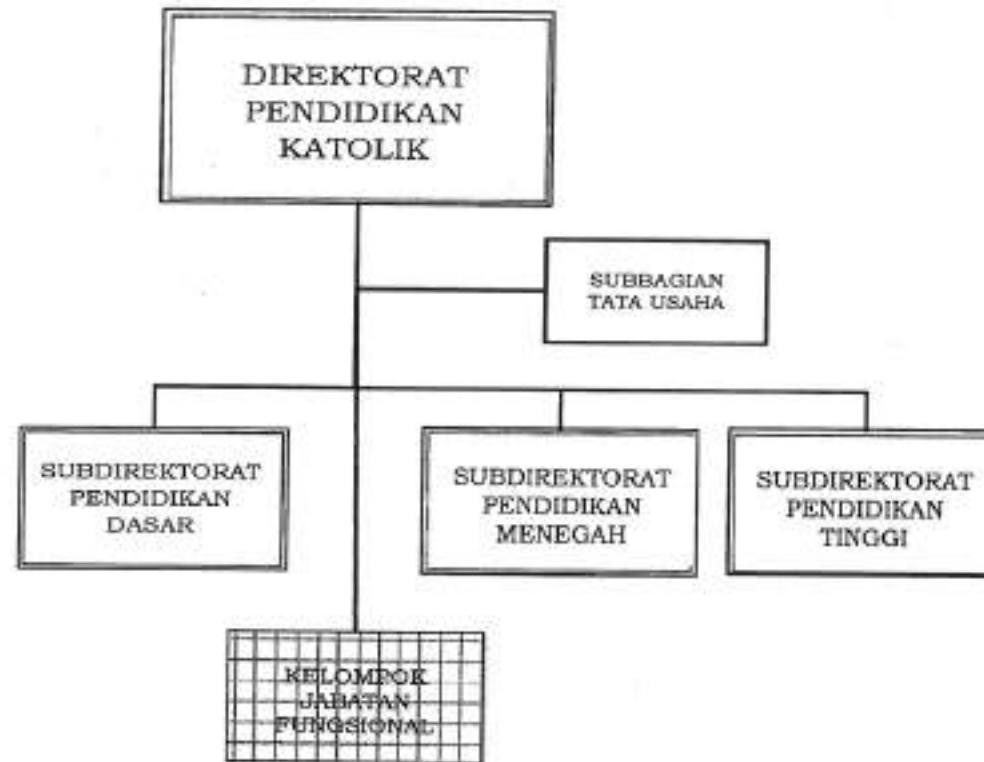 DIREKTORAT
PENDIDIKAN
KATOLIK
SUBBAGIAN
TATA USAHA
SUBDIREKTORAT
PENDIDIKAN
DASAR
SUBDIREKTORAT
PENDIDIKAN
MENEGAH
SUBDIREKTORAT
PENDIDIKAN
TINGGI
KELOMPOK
JABATAN
FUNGSIONAL